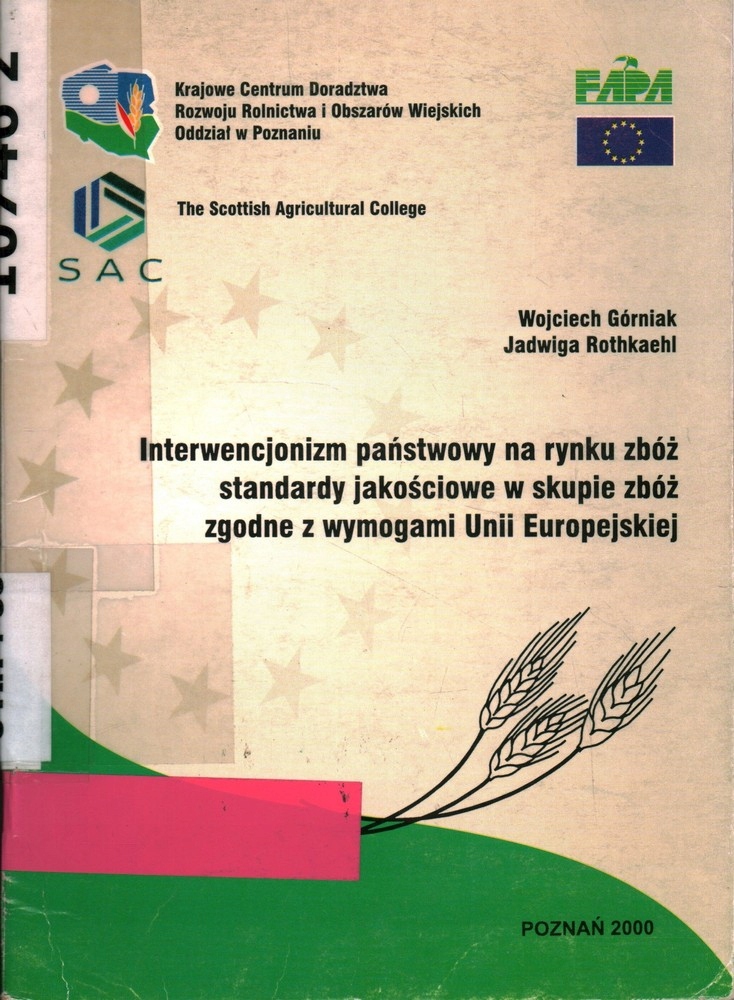 Krajowe Centrum Doradztwa
Rozwoju Rolnictwa i Obszarów Wiejskich
Oddział w Poznaniu
FAPA
The Scottish Agricultural College
SAC
Wojciech Górniak
Jadwiga Rothkaehl
Interwencjonizm państwowy na rynku zbóż
standardy jakościowe w skupie zbóż
zgodne z wymogami Unii Europejskiej
POZNAŃ 2000